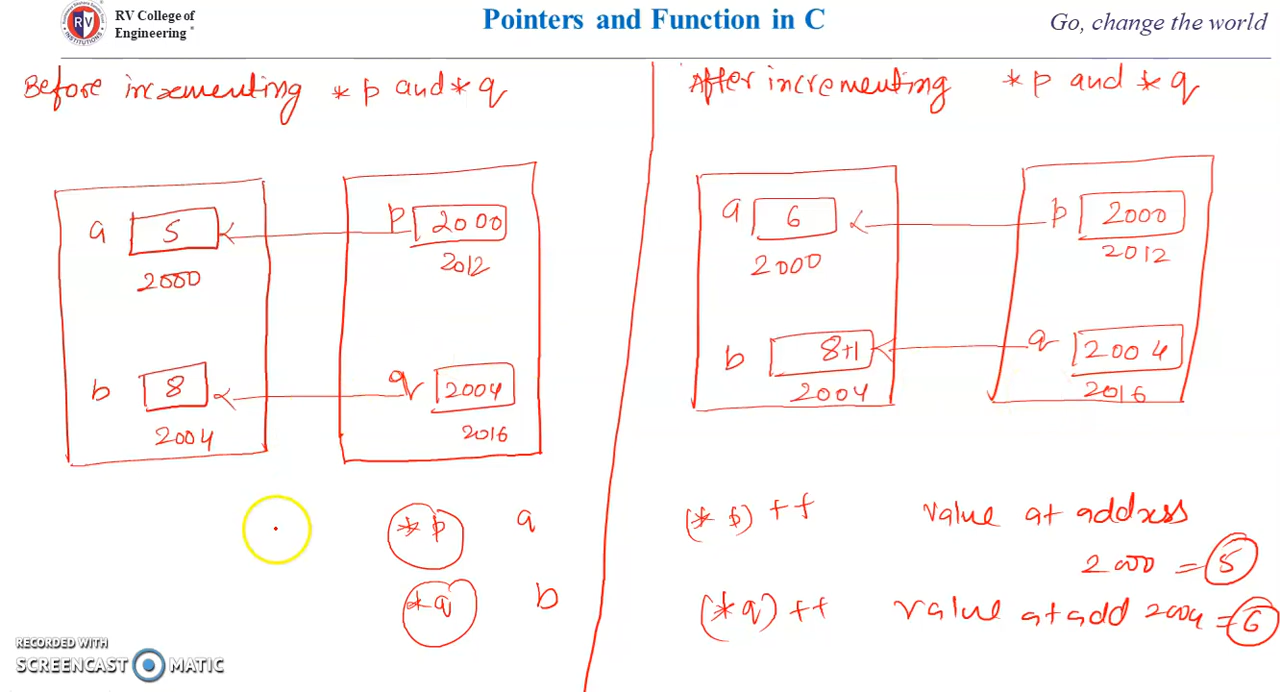 RV College of
Engineering
Pointers and Function in C
Go, change the world
RV
Before incrementing *p and *q
a 5
2000
p 2000
2012
b 8
2004
q 2004
2016
*p a
*q b
After incrementing *p and *q
a 6
2000
p 2000
2012
b 8+1
2004
q 2004
2016
(*p)++ value at address
2000 = 5
(*q)++ value at add 2004 = 6
RECORDED WITH
SCREENCAST MATIC